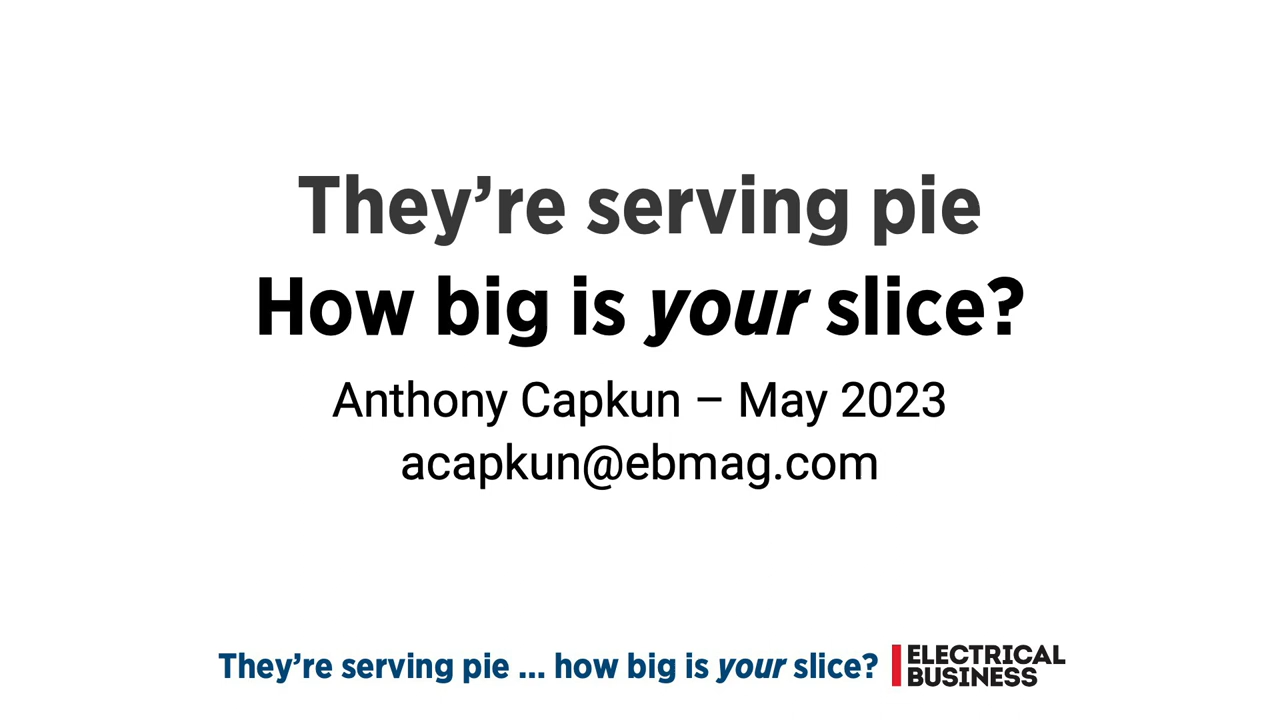 They’re serving pie
How big is your slice?
Anthony Capkun – May 2023
acapkun@ebmag.com
They’re serving pie ... how big is your slice?
ELECTRICAL
BUSINESS